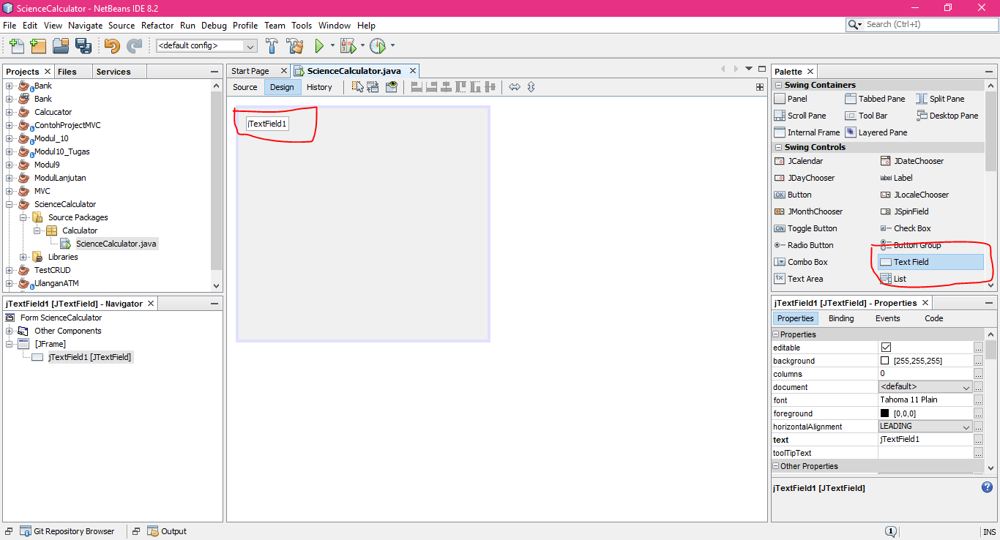 ScienceCalculator - NetBeans IDE 8.2
File Edit View Navigate Source Refactor Run Debug Profile Team Tools Window Help
Search (Ctrl+I)
<default config>
Projects Files Services
Bank
Bank
Calcucator
ContohProjectMVC
Modul_10
Modul10_Tugas
Modul9
ModulLanjutan
MVC
ScienceCalculator
Source Packages
Calculator
ScienceCalculator.java
Libraries
TestCRUD
UlanganATM
jTextField1 [JTextField] - Navigator
Form ScienceCalculator
Other Components
[JFrame]
jTextField1 [JTextField]
Start Page ScienceCalculator.java
Source Design History
jTextField1
Palette
Swing Containers
Panel Tabbed Pane Split Pane
Scroll Pane Tool Bar Desktop Pane
Internal Frame Layered Pane
Swing Controls
JCalendar JDateChooser
JDayChooser label Label
OK Button JLocaleChooser
JMonthChooser JSpinField
ON Toggle Button Check Box
Radio Button Button Group
Combo Box Text Field
Text Area List
jTextField1 [JTextField] - Properties
Properties Binding Events Code
Properties
editable
background [255,255,255]
columns 0
document <default>
font Tahoma 11 Plain
foreground [0,0,0]
horizontalAlignment LEADING
text jTextField1
toolTipText
Other Properties
jTextField1 [JTextField]
Git Repository Browser Output
1 INS